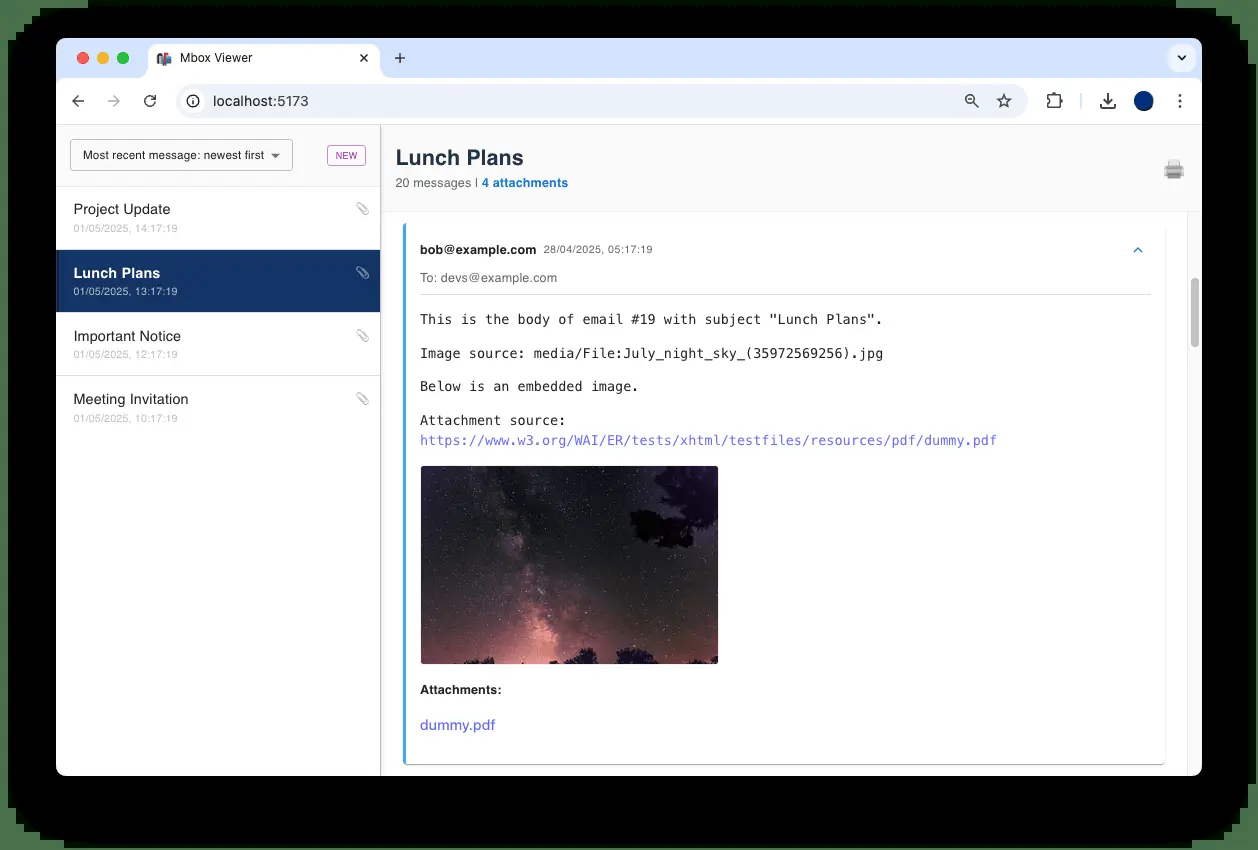 Mbox Viewer
localhost:5173
Most recent message: newest first
NEW
Project Update
01/05/2025, 14:17:19
Lunch Plans
01/05/2025, 13:17:19
Important Notice
01/05/2025, 12:17:19
Meeting Invitation
01/05/2025, 10:17:19
Lunch Plans
20 messages | 4 attachments
bob@example.com 28/04/2025, 05:17:19
To: devs@example.com
This is the body of email #19 with subject "Lunch Plans".
Image source: media/File:July_night_sky_(35972569256).jpg
Below is an embedded image.
Attachment source:
https://www.w3.org/WAI/ER/tests/xhtml/testfiles/resources/pdf/dummy.pdf
Attachments:
dummy.pdf